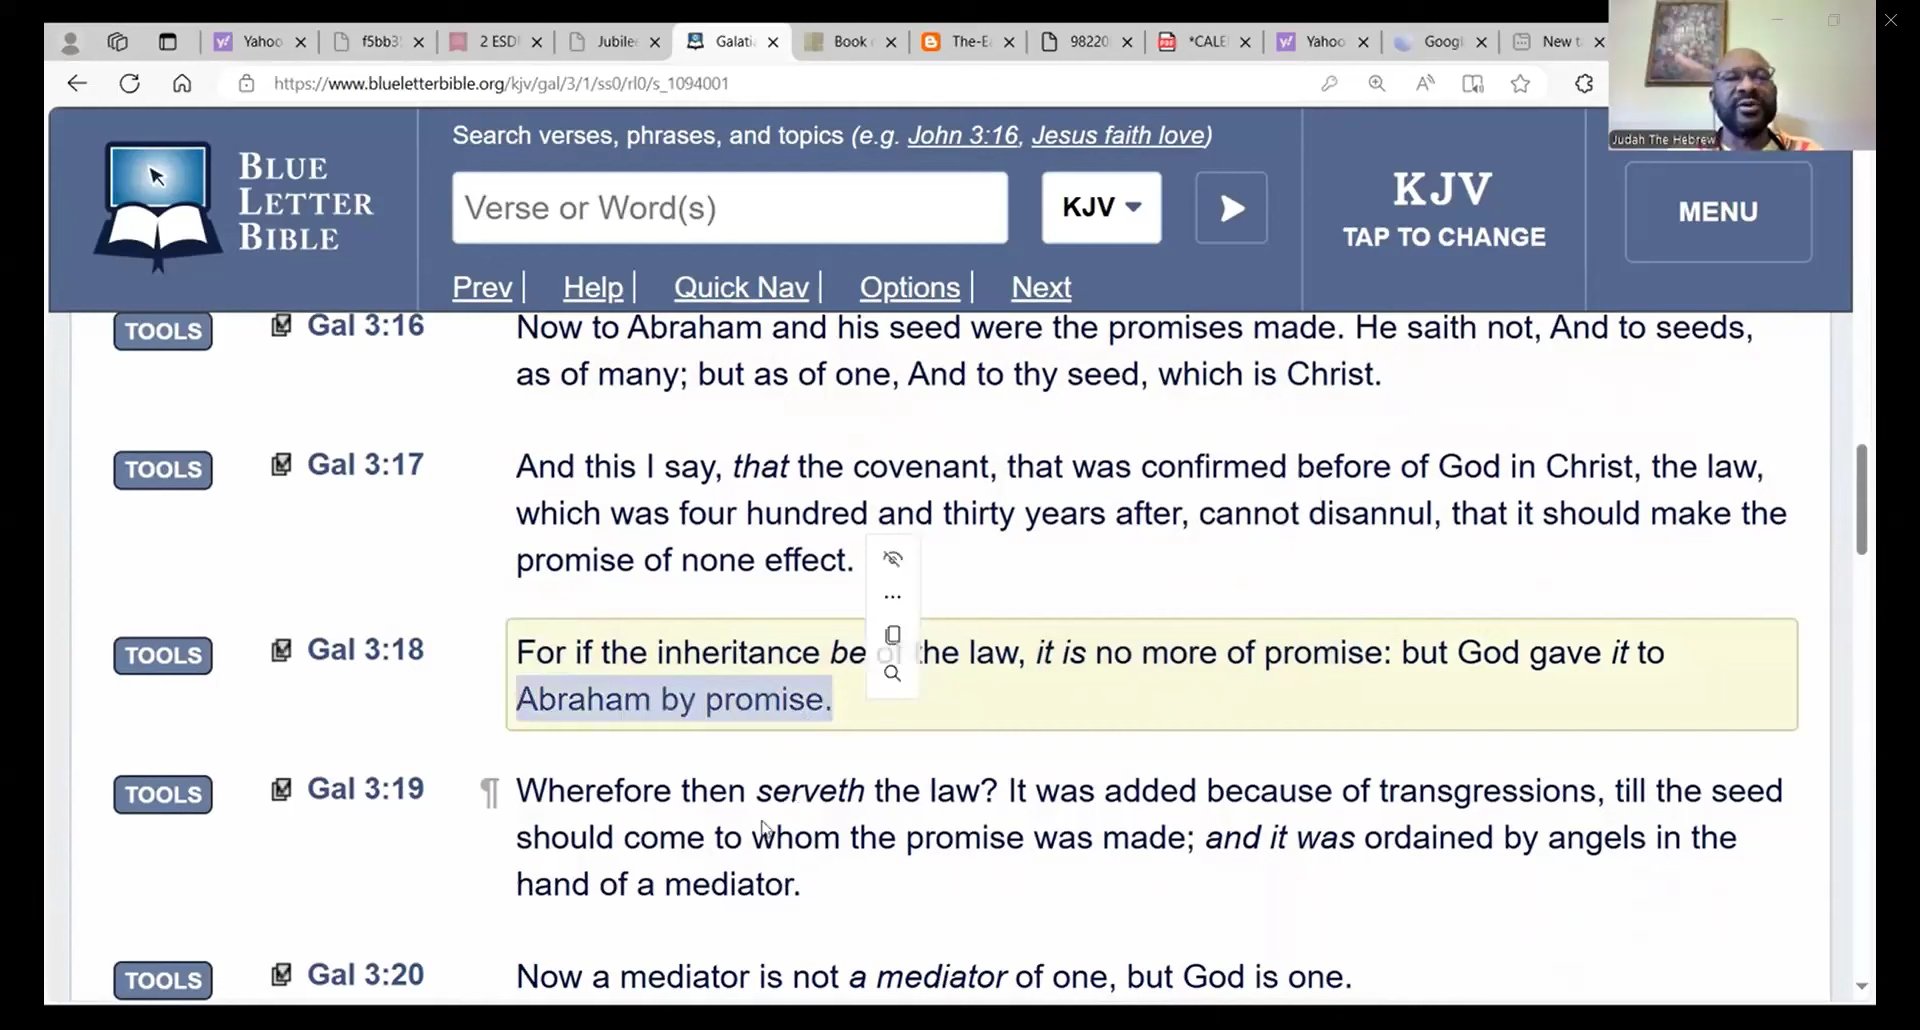 Yahoo
f5bb3
2 ESD
Jubile
Galati
Book
The-E
98220
*CALE
Yahoo
Googl
New t
https://www.blueletterbible.org/kjv/gal/3/1/ss0/rl0/s_1094001
Judah The Hebrew
BLUE
LETTER
BIBLE
Search verses, phrases, and topics (e.g. John 3:16, Jesus faith love)
Verse or Word(s)
KJV
KJV
TAP TO CHANGE
MENU
Prev | Help | Quick Nav | Options | Next
TOOLS Gal 3:16 Now to Abraham and his seed were the promises made. He saith not, And to seeds,
as of many; but as of one, And to thy seed, which is Christ.
TOOLS Gal 3:17 And this I say, that the covenant, that was confirmed before of God in Christ, the law,
which was four hundred and thirty years after, cannot disannul, that it should make the
promise of none effect.
TOOLS Gal 3:18 For if the inheritance be of the law, it is no more of promise: but God gave it to
Abraham by promise.
TOOLS Gal 3:19 ¶ Wherefore then serveth the law? It was added because of transgressions, till the seed
should come to whom the promise was made; and it was ordained by angels in the
hand of a mediator.
TOOLS Gal 3:20 Now a mediator is not a mediator of one, but God is one.